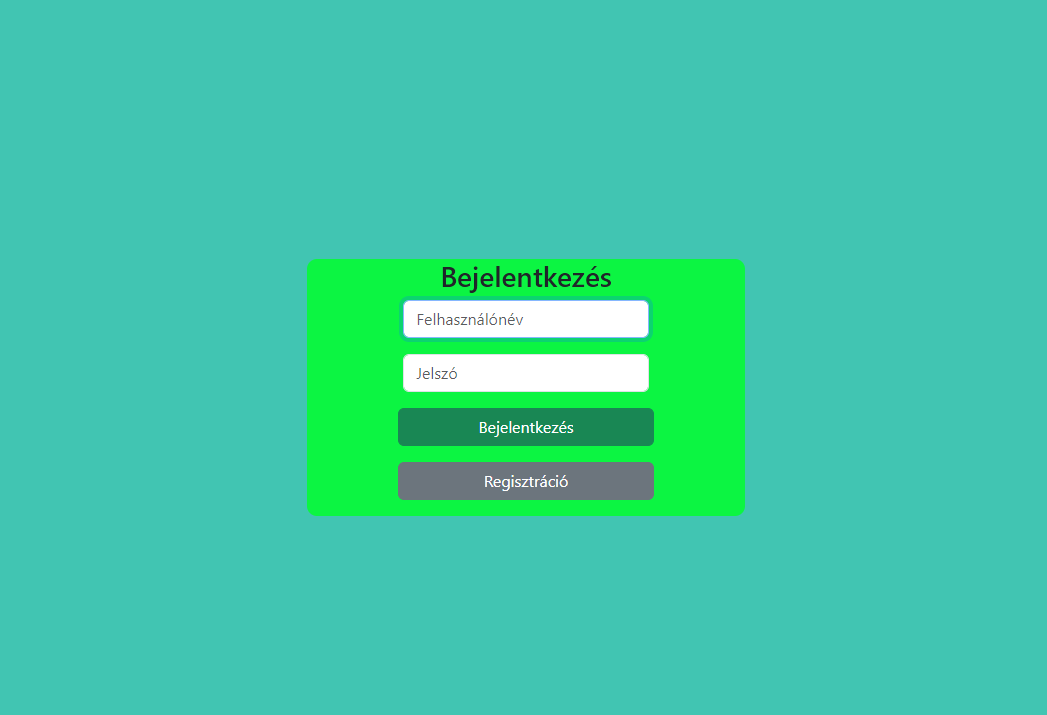 Bejelentkezés
Felhasználónév
Jelszó
Bejelentkezés
Regisztráció